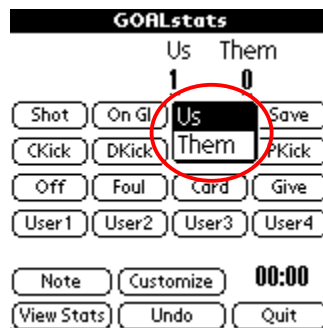 GOALstats
Us Them
1 0
Shot On Gl Us Save
CKick DKick Them PKick
Off Foul Card Give
User1 User2 User3 User4
Note Customize 00:00
View Stats Undo Quit